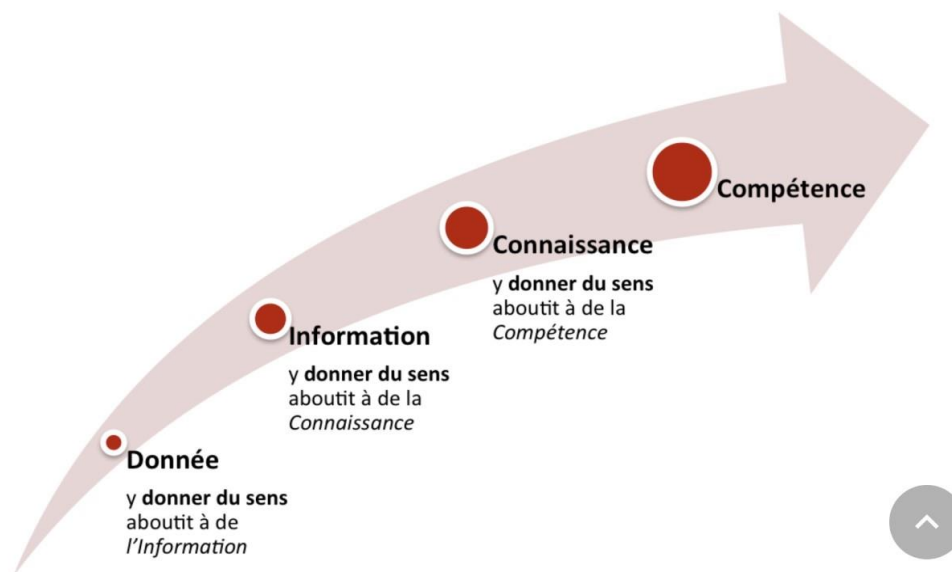 Compétence
Connaissance
y donner du sens
aboutit à de la
Compétence
Information
y donner du sens
aboutit à de la
Connaissance
Donnée
y donner du sens
aboutit à de
l'Information